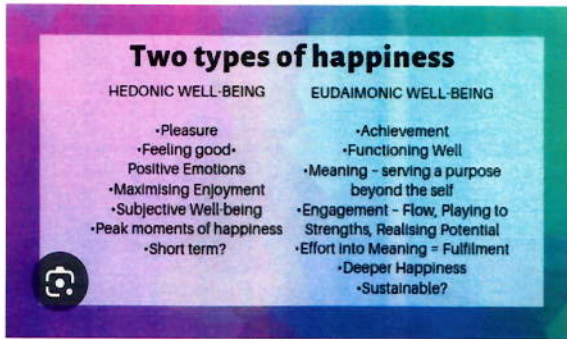 Two types of happiness
HEDONIC WELL-BEING
•Pleasure
•Feeling good•
Positive Emotions
•Maximising Enjoyment
•Subjective Well-being
•Peak moments of happiness
•Short term?
EUDAIMONIC WELL-BEING
•Achievement
•Functioning Well
•Meaning – serving a purpose
beyond the self
•Engagement – Flow, Playing to
Strengths, Realising Potential
•Effort into Meaning = Fulfilment
•Deeper Happiness
•Sustainable?